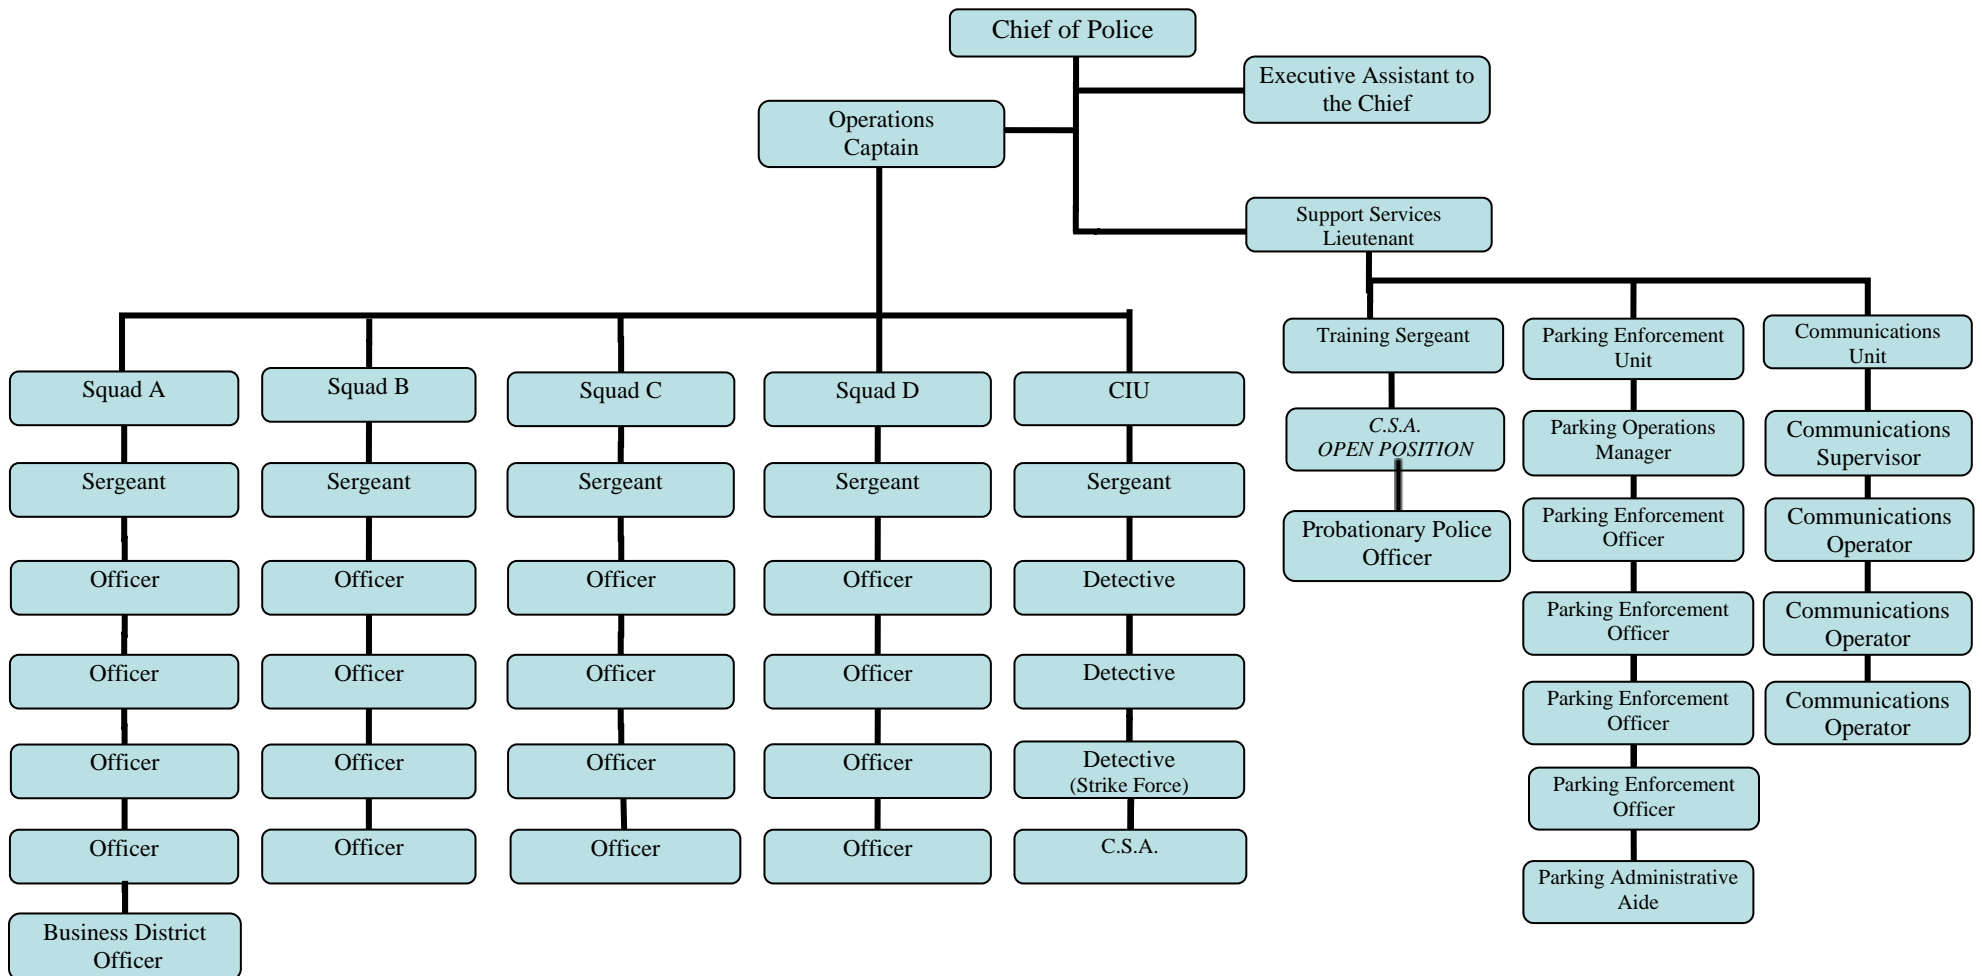 Chief of Police
Executive Assistant to
the Chief
Operations
Captain
Support Services
Lieutenant
Squad A
Sergeant
Officer
Officer
Officer
Officer
Business District
Officer
Squad B
Sergeant
Officer
Officer
Officer
Officer
Squad C
Sergeant
Officer
Officer
Officer
Officer
Squad D
Sergeant
Officer
Officer
Officer
Officer
CIU
Sergeant
Detective
Detective
Detective
(Strike Force)
C.S.A.
Training Sergeant
C.S.A.
OPEN POSITION
Probationary Police
Officer
Parking Enforcement
Unit
Parking Operations
Manager
Parking Enforcement
Officer
Parking Enforcement
Officer
Parking Enforcement
Officer
Parking Enforcement
Officer
Parking Administrative
Aide
Communications
Unit
Communications
Supervisor
Communications
Operator
Communications
Operator
Communications
Operator